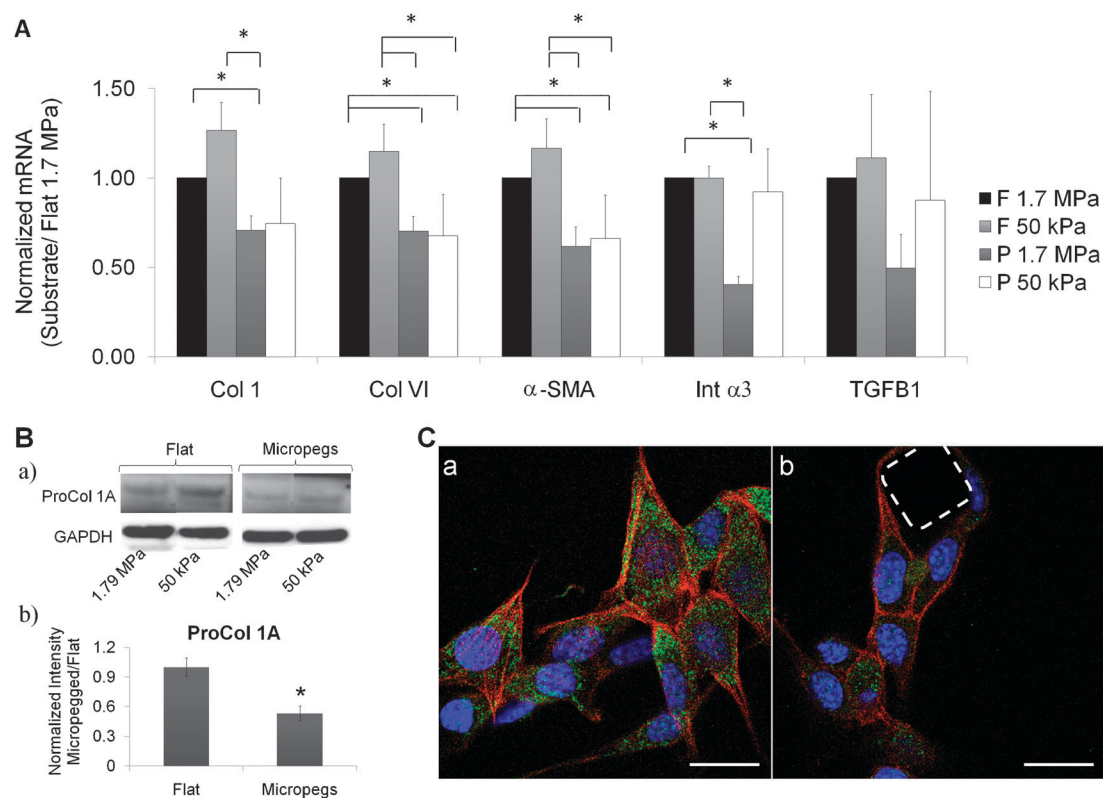 A
Normalized mRNA
(Substrate/ Flat 1.7 MPa)
1.50
1.00
0.50
0.00
* * * * * * * *
Col 1 Col VI α-SMA Int α3 TGFB1
F 1.7 MPa
F 50 kPa
P 1.7 MPa
P 50 kPa
B
a)
Flat Micropegs
ProCol 1A
GAPDH
1.79 MPa 50 kPa 1.79 MPa 50 kPa
b)
ProCol 1A
Normalized Intensity
Micropegged/Flat
1.2
0.9
0.6
0.3
0
*
Flat Micropegs
C
a b